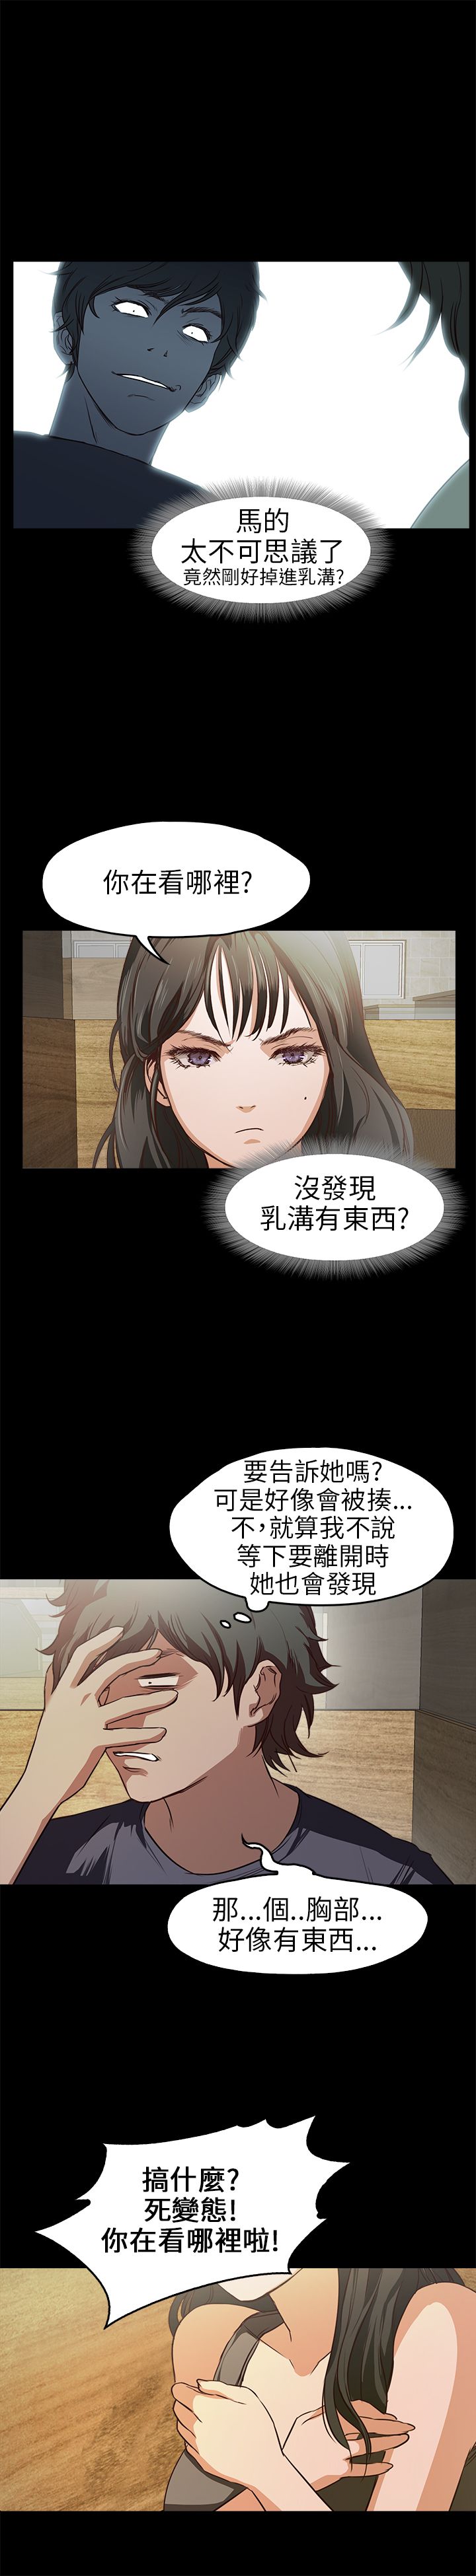 馬的
太不可思議了
竟然剛好掉進乳溝?
你在看哪裡?
沒發現
乳溝有東西?
要告訴她嗎?
可是好像會被揍...
不,就算我不說
等下要離開時
她也會發現
那...個..胸部...
好像有東西...
搞什麼?
死變態!
你在看哪裡啦!